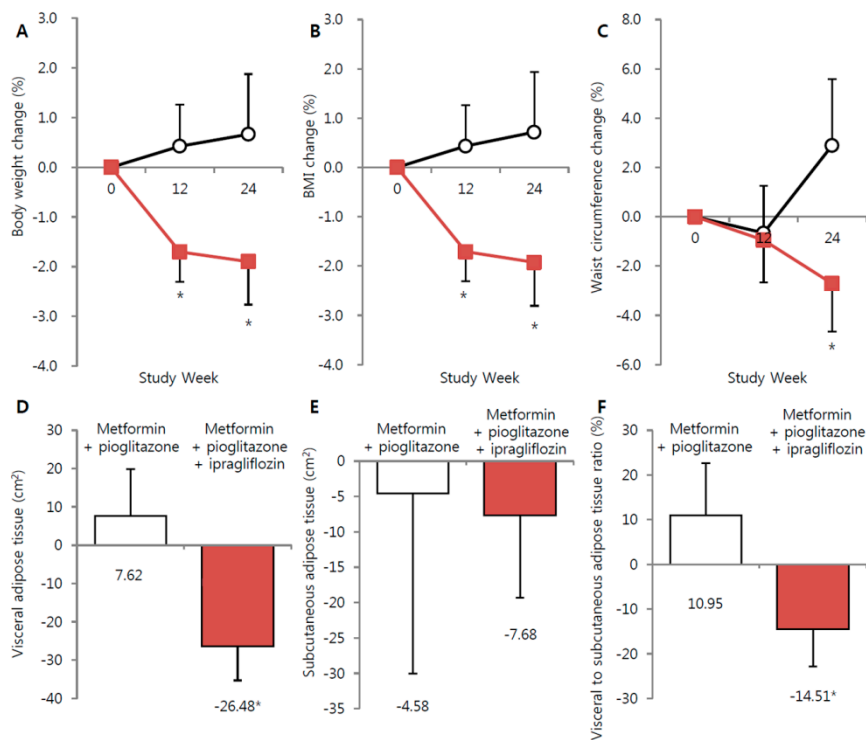 A
Body weight change (%)
3.0
2.0
1.0
0.0
-1.0
-2.0
-3.0
-4.0
0
12
24
*
*
Study Week
B
BMI change (%)
3.0
2.0
1.0
0.0
-1.0
-2.0
-3.0
-4.0
0
12
24
*
*
Study Week
C
Waist circumference change (%)
8.0
6.0
4.0
2.0
0.0
-2.0
-4.0
-6.0
0
12
24
*
Study Week
D
Visceral adipose tissue (cm²)
Metformin
+ pioglitazone
Metformin
+ pioglitazone
+ ipragliflozin
30
20
10
0
-10
-20
-30
-40
7.62
-26.48*
E
Subcutaneous adipose tissue (cm²)
Metformin
+ pioglitazone
Metformin
+ pioglitazone
+ ipragliflozin
0
-5
-10
-15
-20
-25
-30
-35
-4.58
-7.68
F
Visceral to subcutaneous adipose tissue ratio (%)
Metformin
+ pioglitazone
Metformin
+ pioglitazone
+ ipragliflozin
30
20
10
0
-10
-20
-30
10.95
-14.51*